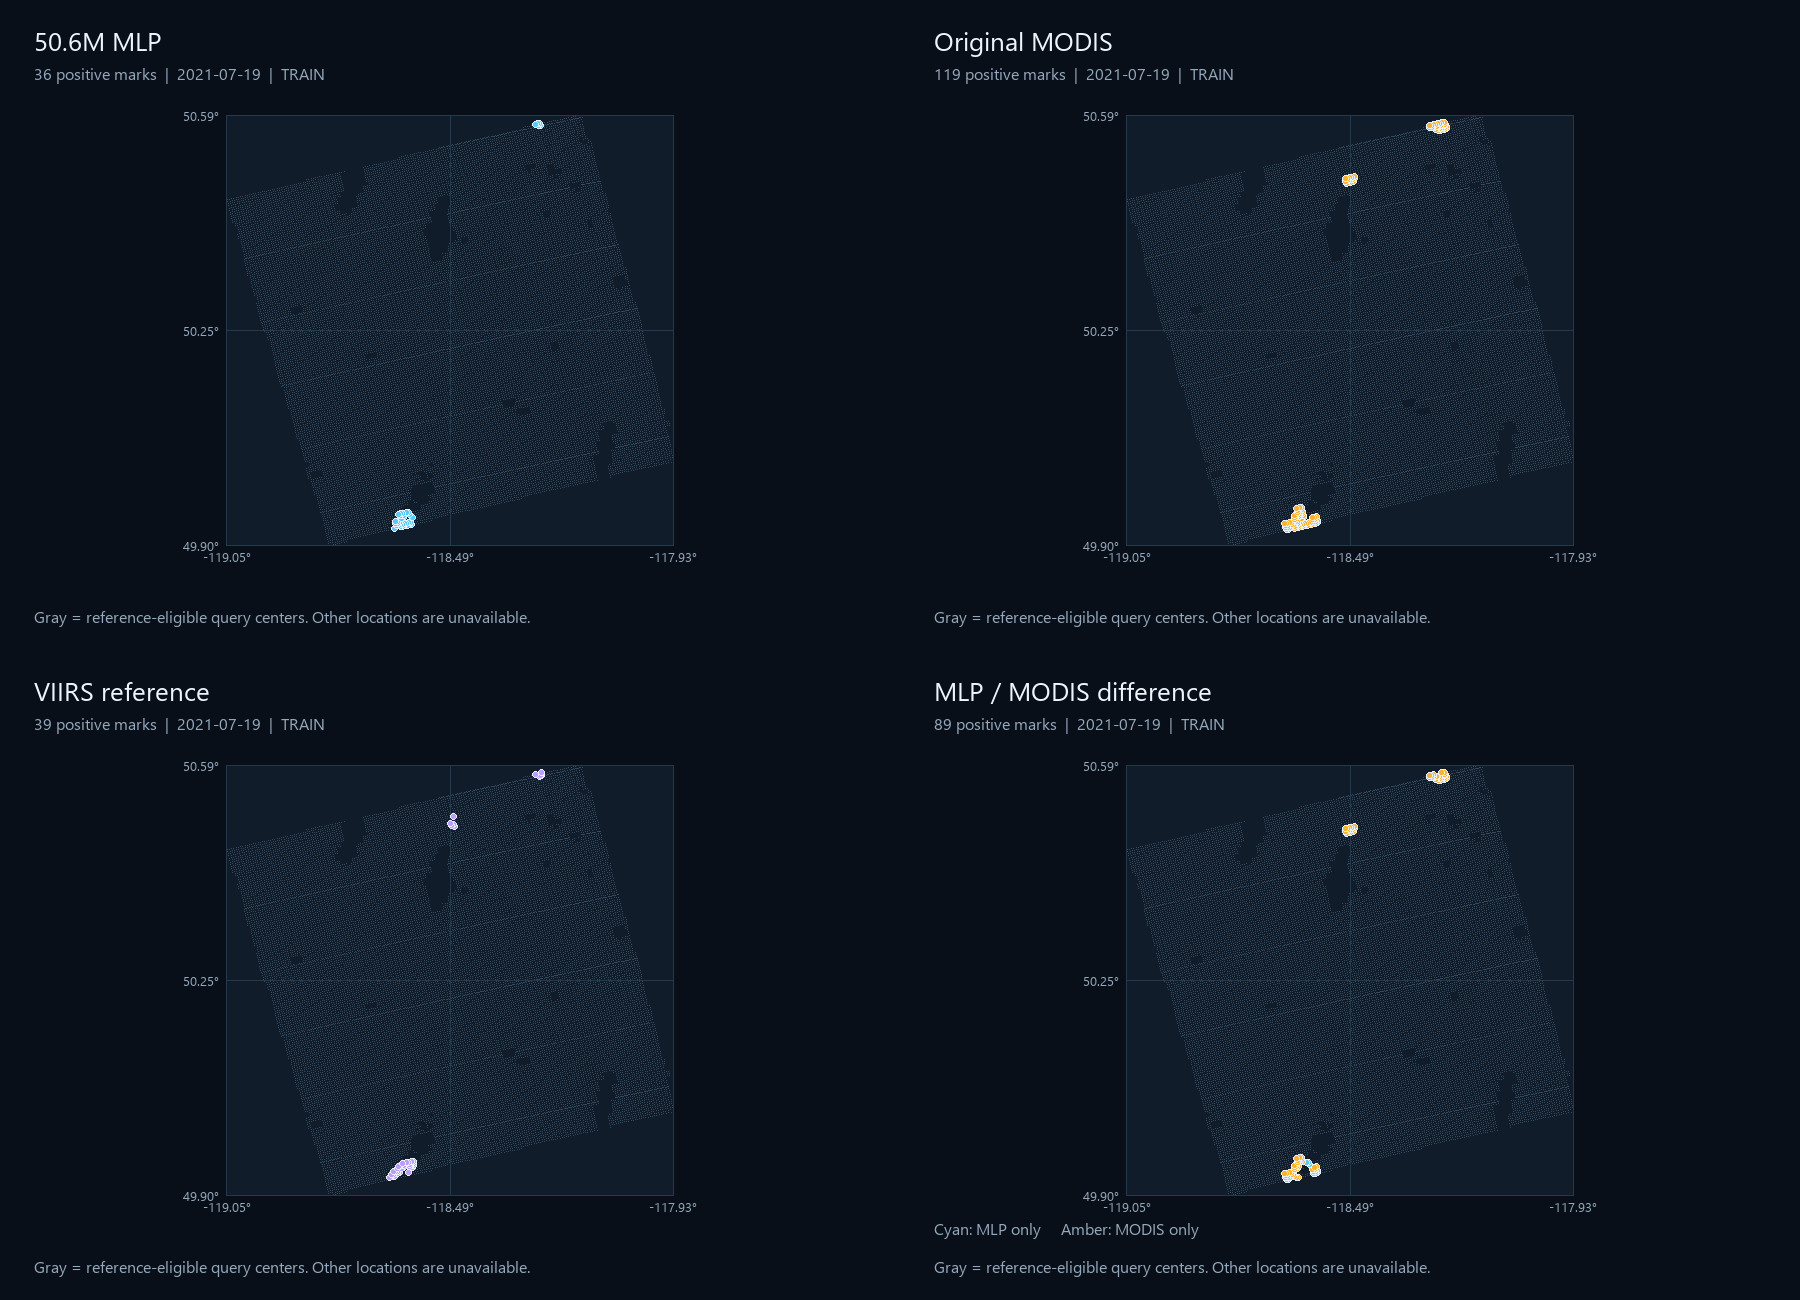 50.6M MLP
36 positive marks | 2021-07-19 | TRAIN
50.59°
50.25°
49.90°
-119.05°
-118.49°
-117.93°
Gray = reference-eligible query centers. Other locations are unavailable.
Original MODIS
119 positive marks | 2021-07-19 | TRAIN
50.59°
50.25°
49.90°
-119.05°
-118.49°
-117.93°
Gray = reference-eligible query centers. Other locations are unavailable.
VIIRS reference
39 positive marks | 2021-07-19 | TRAIN
50.59°
50.25°
49.90°
-119.05°
-118.49°
-117.93°
Gray = reference-eligible query centers. Other locations are unavailable.
MLP / MODIS difference
89 positive marks | 2021-07-19 | TRAIN
50.59°
50.25°
49.90°
-119.05°
-118.49°
-117.93°
Cyan: MLP only Amber: MODIS only
Gray = reference-eligible query centers. Other locations are unavailable.